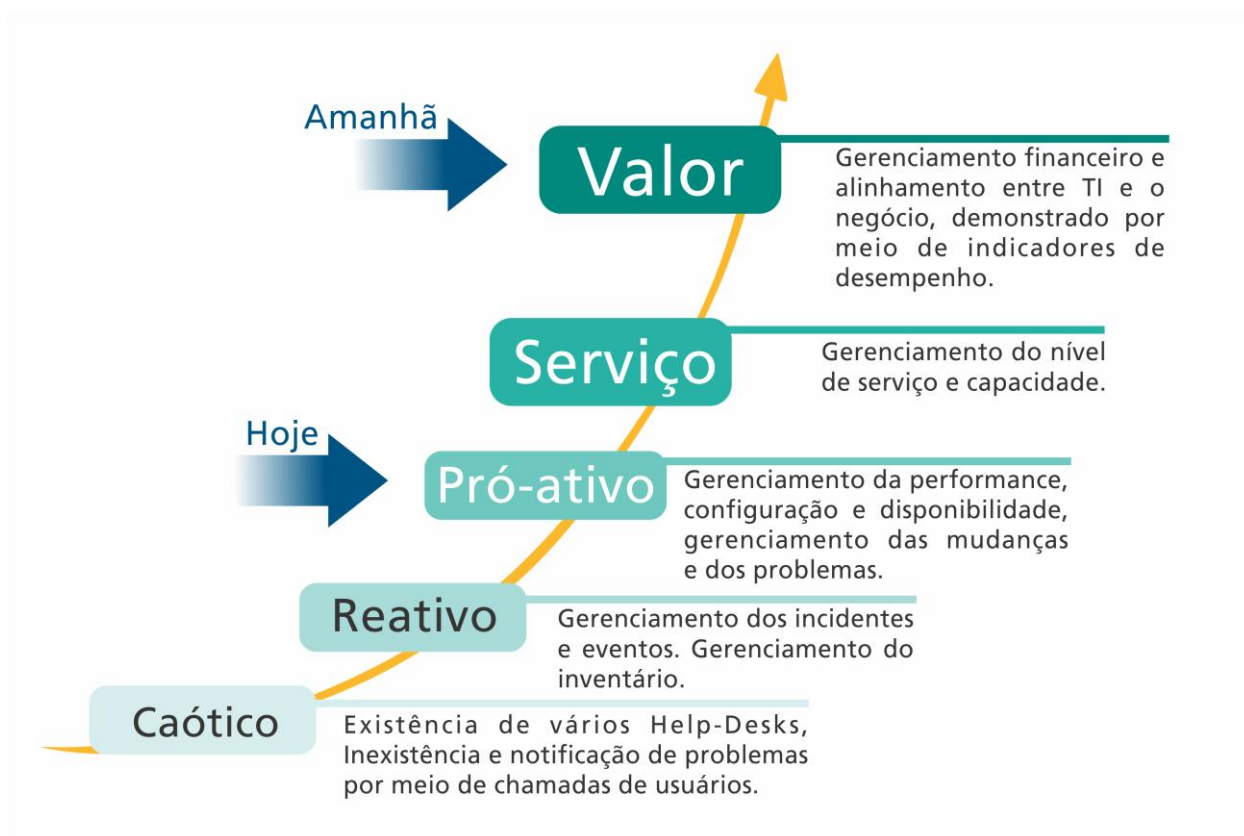 Amanhã
Valor
Gerenciamento financeiro e
alinhamento entre TI e o
negócio, demonstrado por
meio de indicadores de
desempenho.
Serviço
Gerenciamento do nível
de serviço e capacidade.
Hoje
Pró-ativo
Gerenciamento da performance,
configuração e disponibilidade,
gerenciamento das mudanças
e dos problemas.
Reativo
Gerenciamento dos incidentes
e eventos. Gerenciamento do
inventário.
Caótico
Existência de vários Help-Desks,
Inexistência e notificação de problemas
por meio de chamadas de usuários.